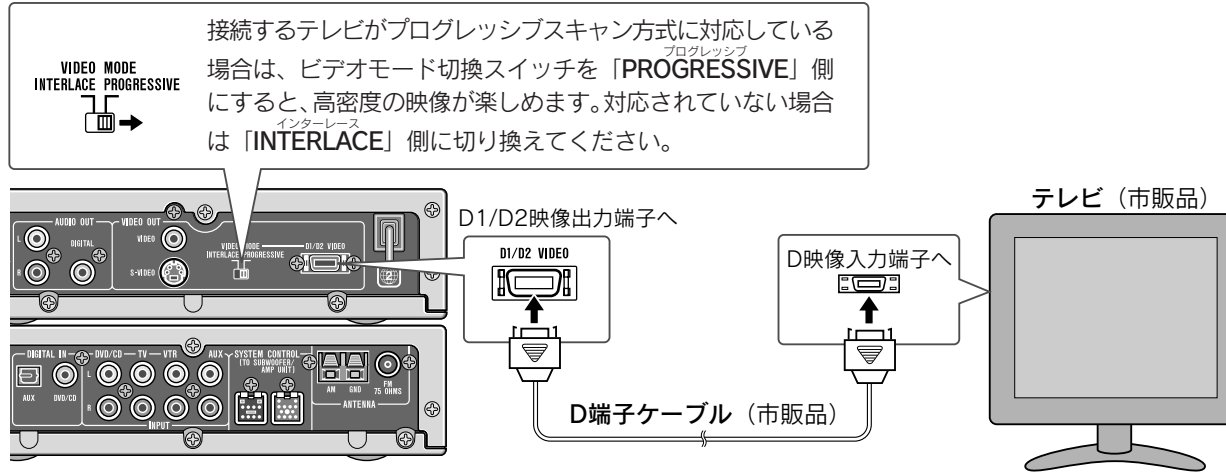 VIDEO MODE
INTERLACE PROGRESSIVE
接続するテレビがプログレッシブスキャン方式に対応している
プログレッシブ
場合は、ビデオモード切換スイッチを「PROGRESSIVE」側
にすると、高密度の映像が楽しめます。対応されていない場合
インターレース
は「INTERLACE」側に切り換えてください。
AUDIO OUT
VIDEO OUT
L
DIGITAL
VIDEO
R
S-VIDEO
VIDEO MODE
INTERLACE PROGRESSIVE
D1/D2 VIDEO
2
D1/D2映像出力端子へ
D1/D2 VIDEO
D映像入力端子へ
テレビ（市販品）
DIGITAL IN
DVD/CD
TV
VTR
AUX
SYSTEM CONTROL
(TO SUBWOOFER/
AMP UNIT)
L
AUX
DVD/CD
R
INPUT
AM
GND
FM
75 OHMS
ANTENNA
D端子ケーブル（市販品）